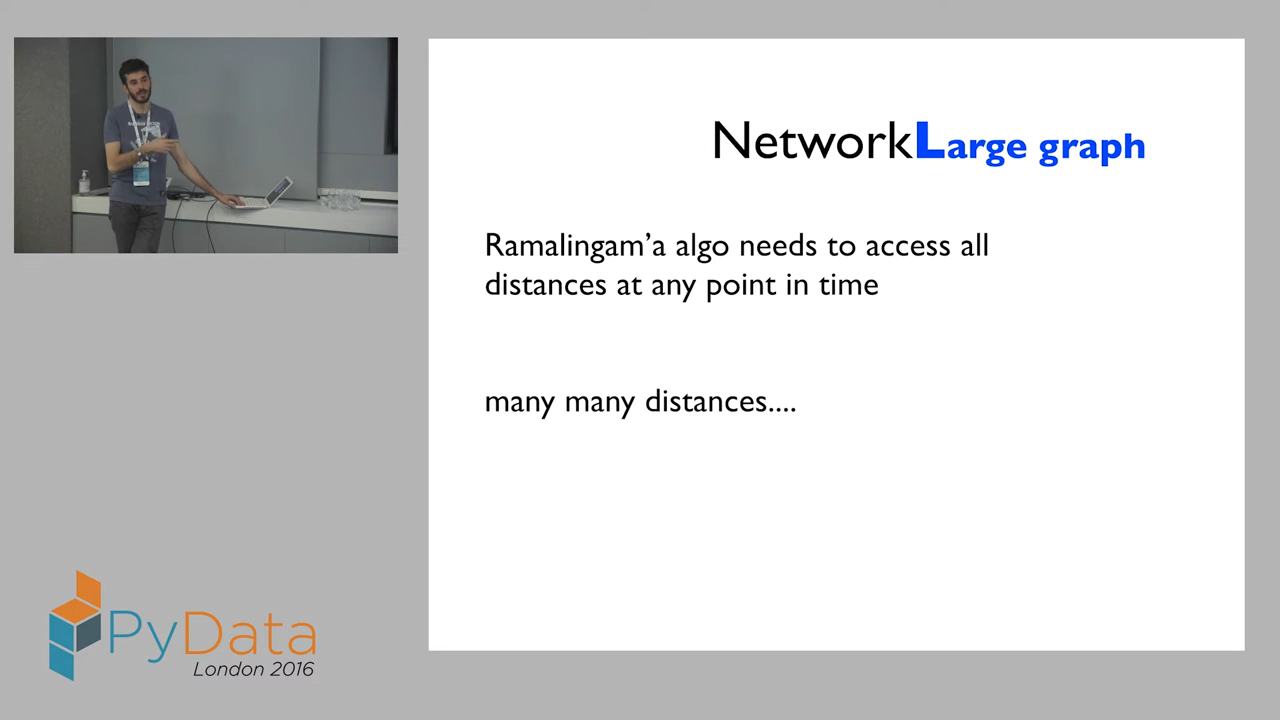 NetworkLarge graph
Ramalingam'a algo needs to access all
distances at any point in time
many many distances....
PyData
London 2016